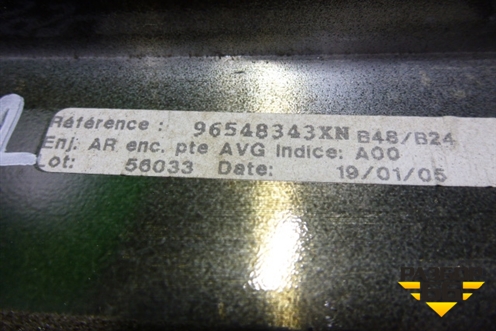 Référence : 96548343XN B48/B24
Enj: AR enc. pte AVG Indice: A00
Lot: 56033 Date: 19/01/05